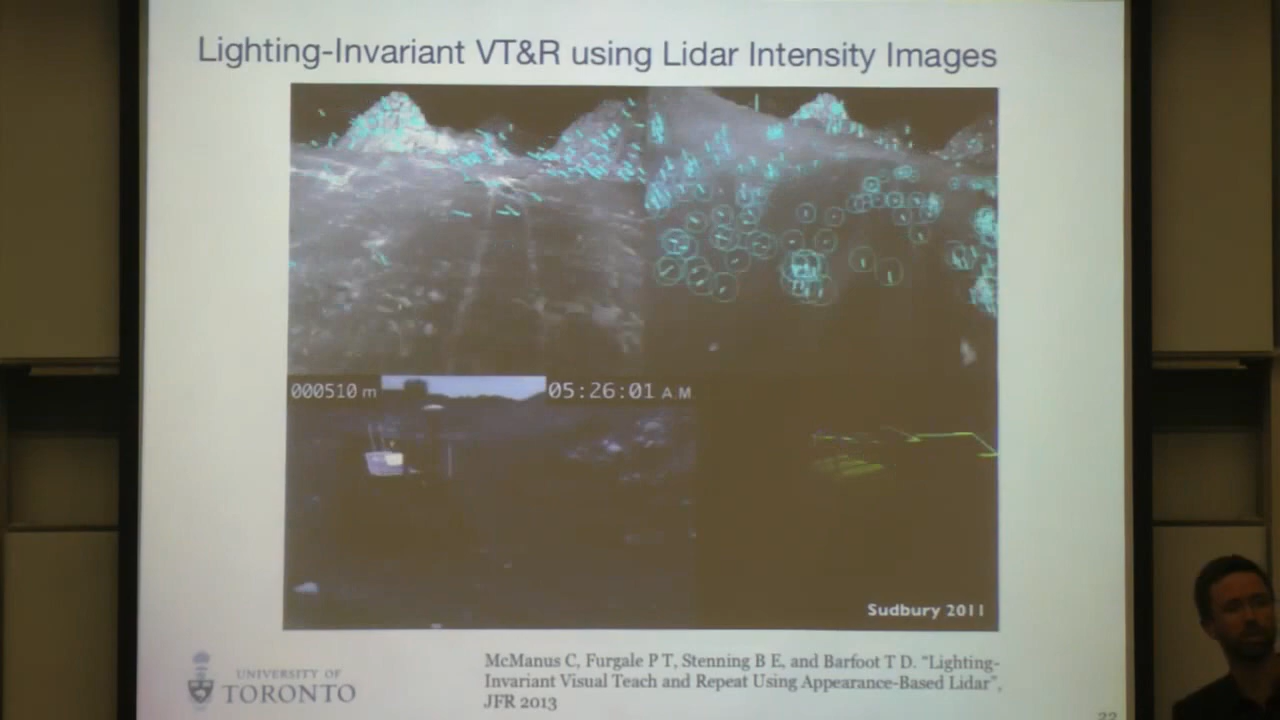 Lighting-Invariant VT&R using Lidar Intensity Images
000510 m
05:26:01 A M
Sudbury 2011
UNIVERSITY OF
TORONTO
McManus C, Furgale P T, Stenning B E, and Barfoot T D. "Lighting-
Invariant Visual Teach and Repeat Using Appearance-Based Lidar",
JFR 2013
22